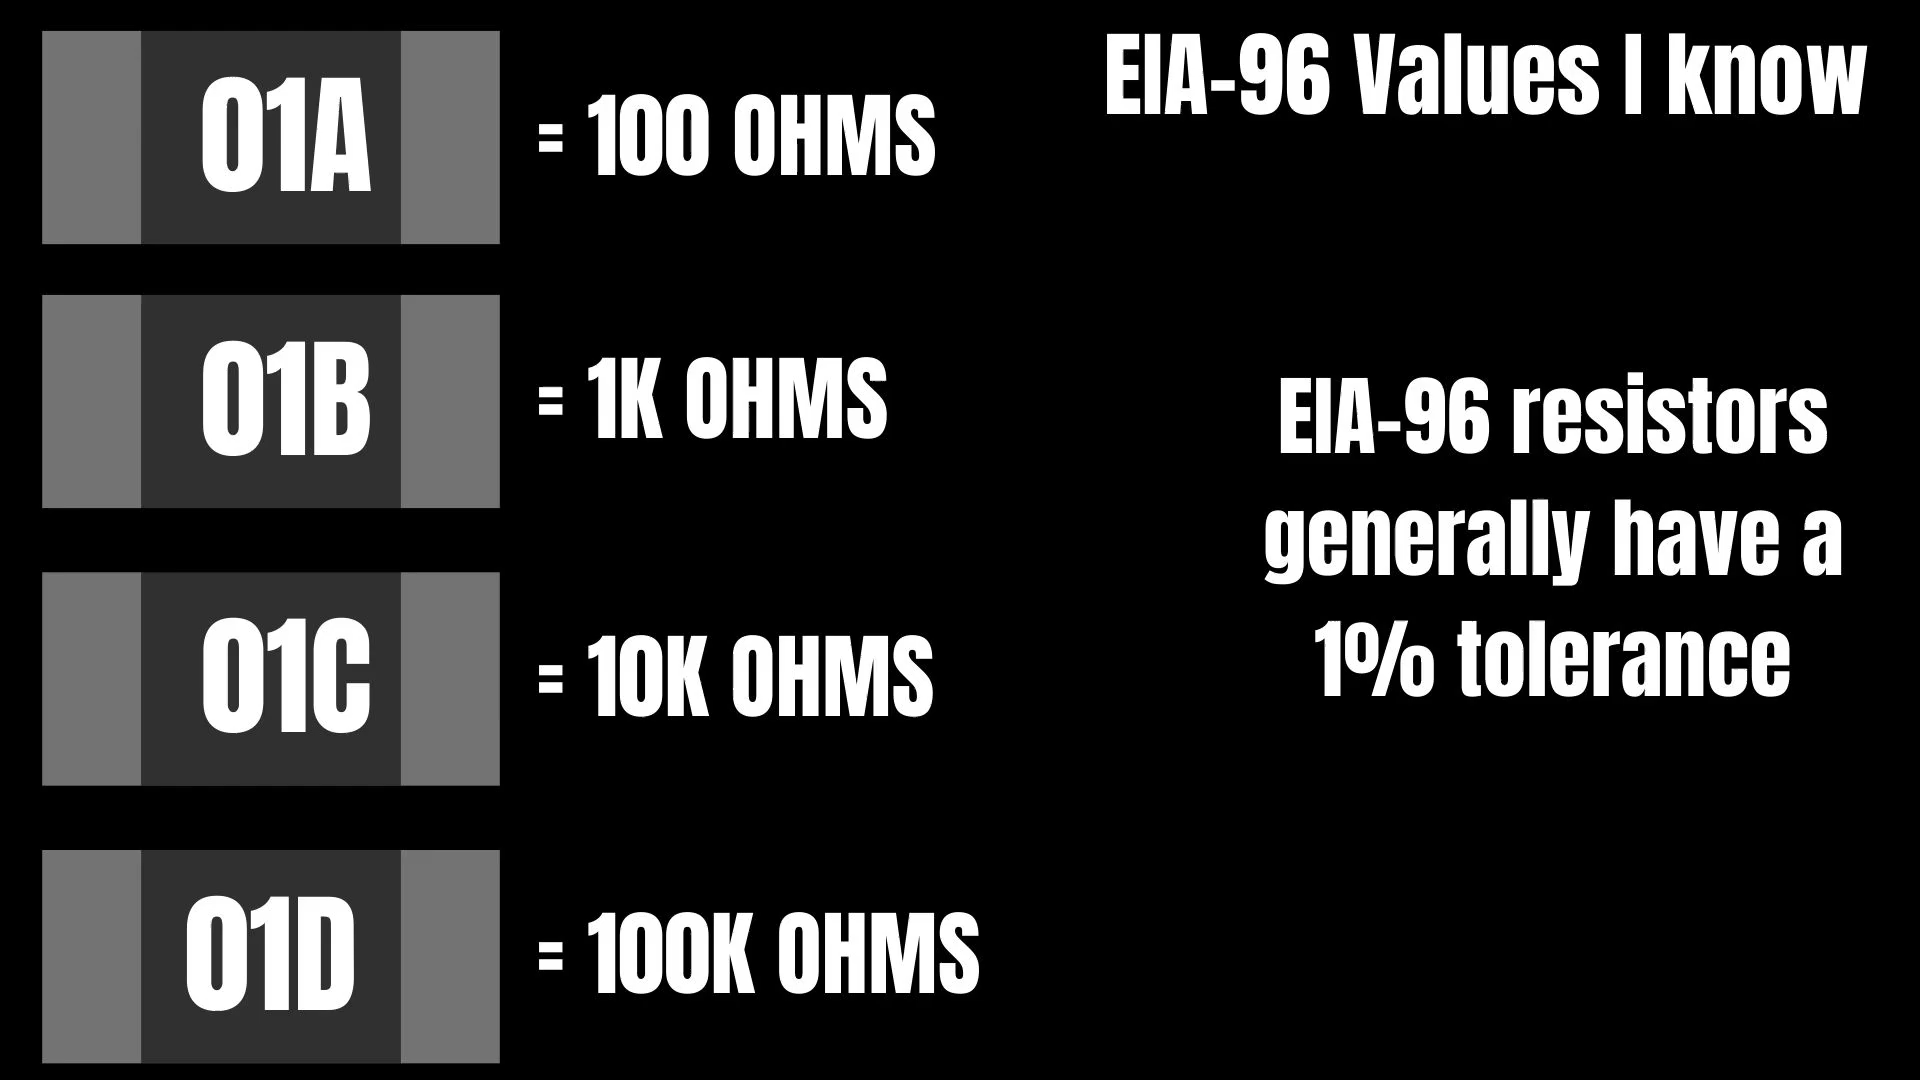 EIA-96 Values I know
01A = 100 OHMS
01B = 1K OHMS
01C = 10K OHMS
01D = 100K OHMS
EIA-96 resistors
generally have a
1% tolerance